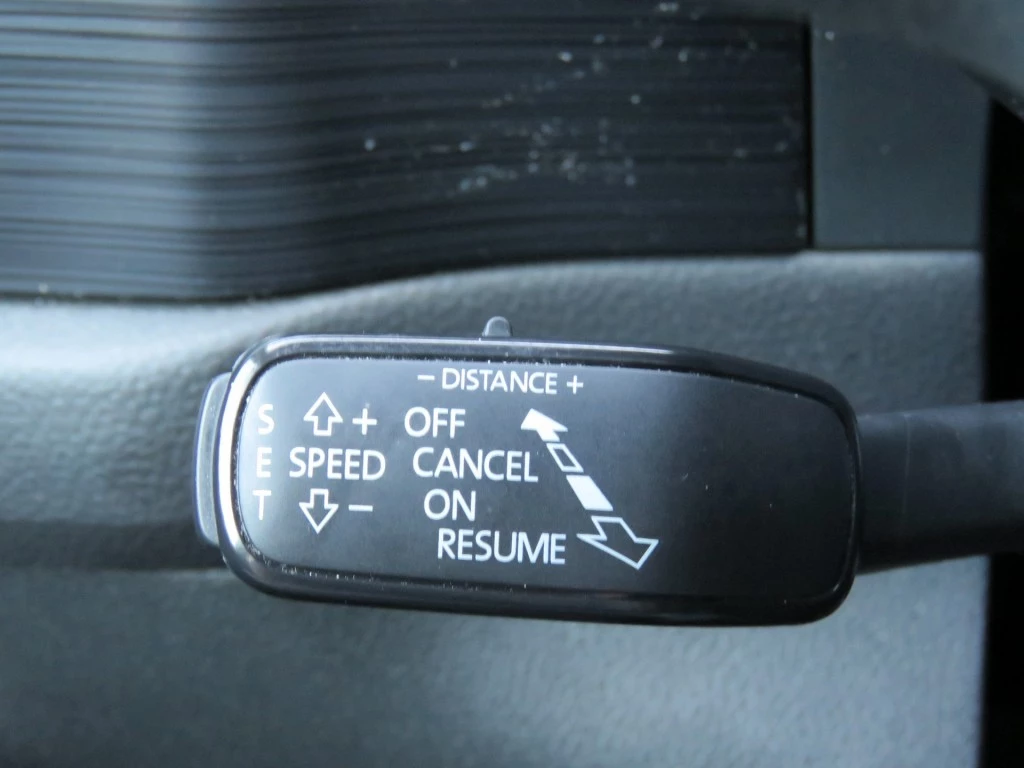 - DISTANCE +
S + OFF
E SPEED CANCEL
T - ON
RESUME